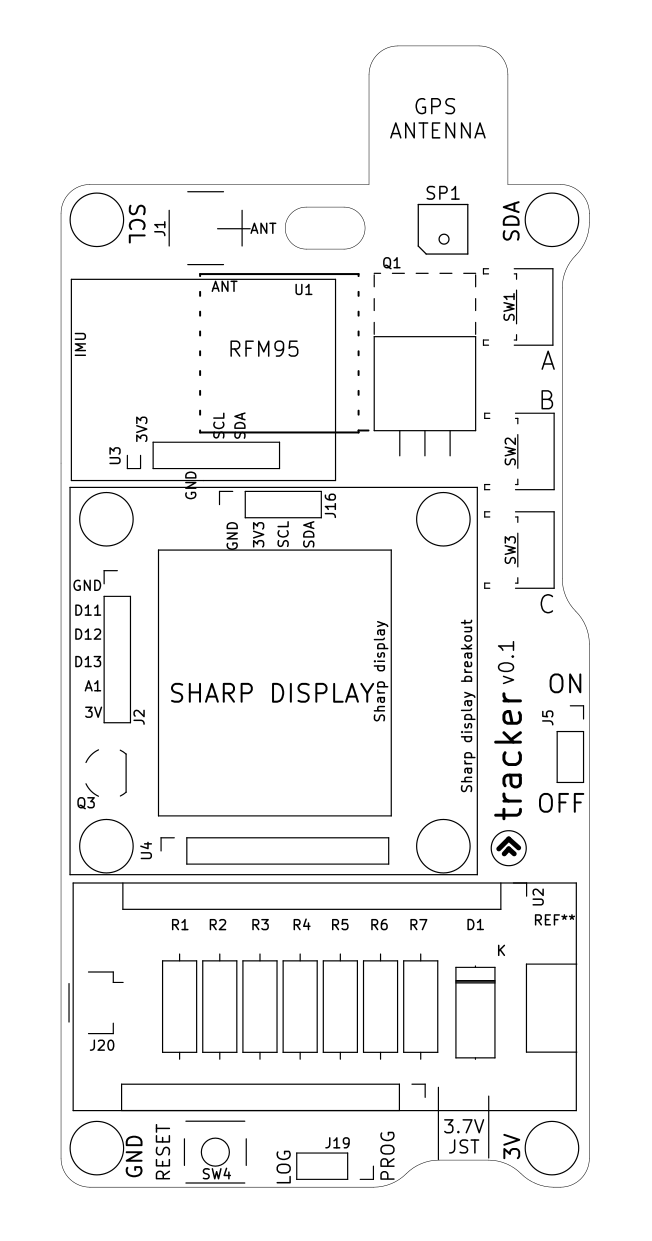 GPS
ANTENNA
SP1
SCL
J1
ANT
SDA
Q1
ANT
U1
SW1
IMU
RFM95
A
B
3V3
SCL
SDA
U3
SW2
GND
J16
GND
3V3
SCL
SDA
SW3
GND
D11
D12
D13
A1
3V
J2
C
SHARP DISPLAY
Sharp display
Sharp display breakout
tracker v0.1
ON
J5
OFF
Q3
U4
U2
REF**
R1
R2
R3
R4
R5
R6
R7
D1
K
J20
3.7V
JST
GND
RESET
SW4
LOG
J19
PROG
3V